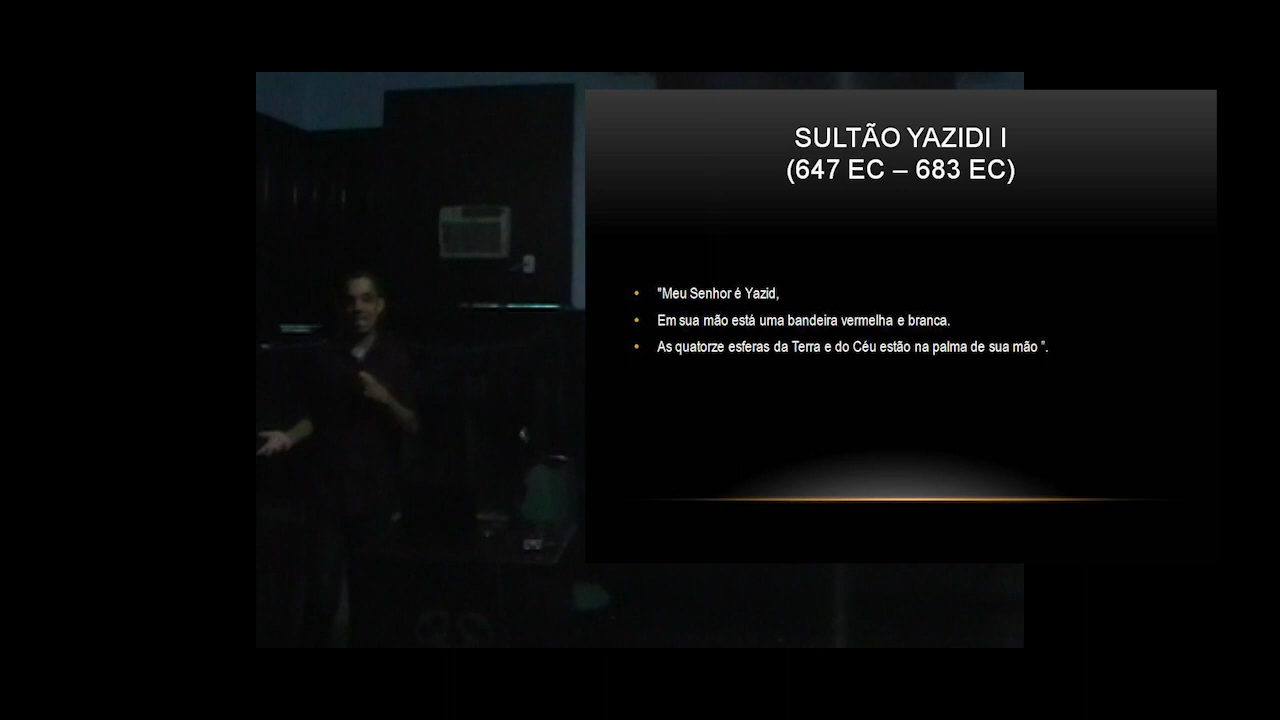 SULTÃO YAZIDI I
(647 EC – 683 EC)
"Meu Senhor é Yazid,
Em sua mão está uma bandeira vermelha e branca.
As quatorze esferas da Terra e do Céu estão na palma de sua mão ".